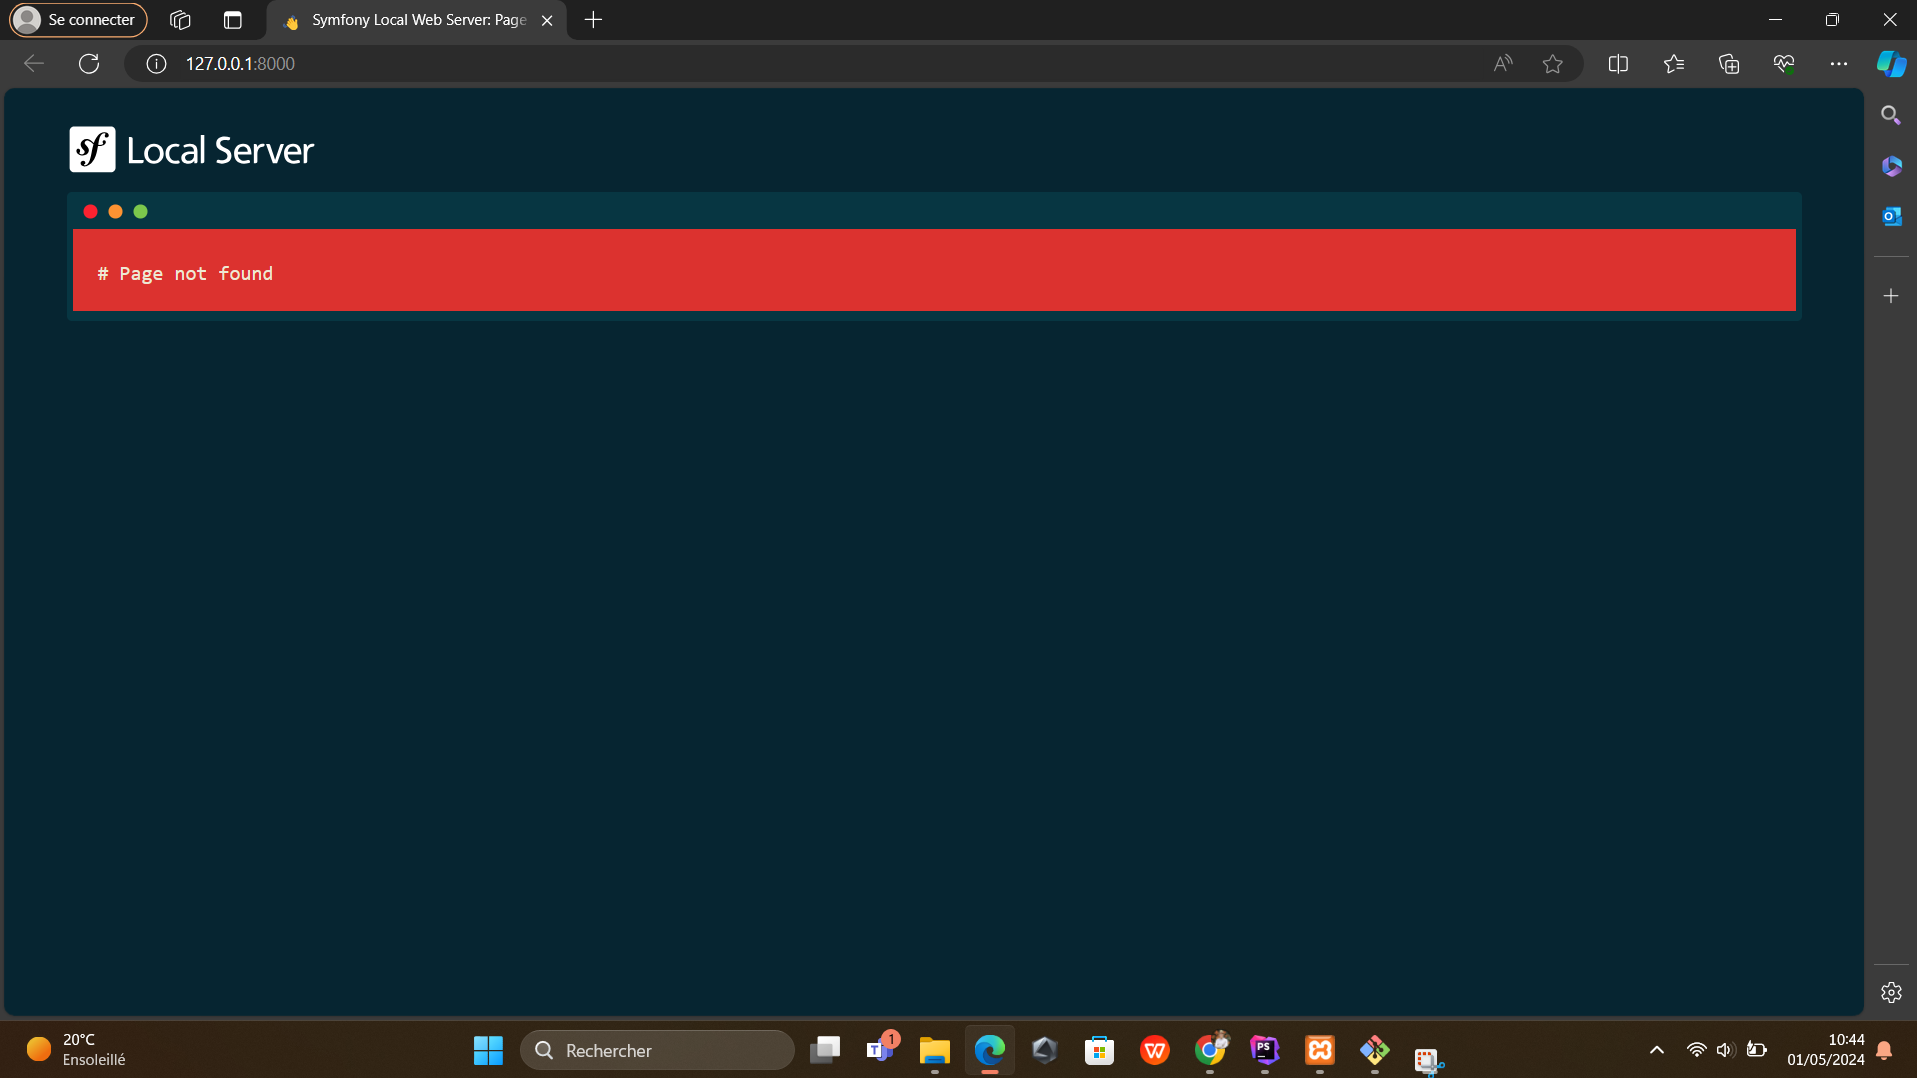 Se connecter
Symfony Local Web Server: Page
127.0.0.1:8000
sf Local Server
# Page not found
20°C
Ensoleillé
Rechercher
1
10:44
01/05/2024